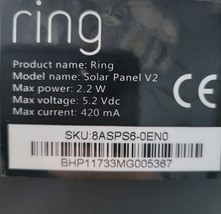 ring
Product name: Ring
Model name: Solar Panel V2
Max power: 2.2 W
Max voltage: 5.2 Vdc
Max current: 420 mA
CE
SKU:8ASPS6-0EN0
BHP11733MG005367